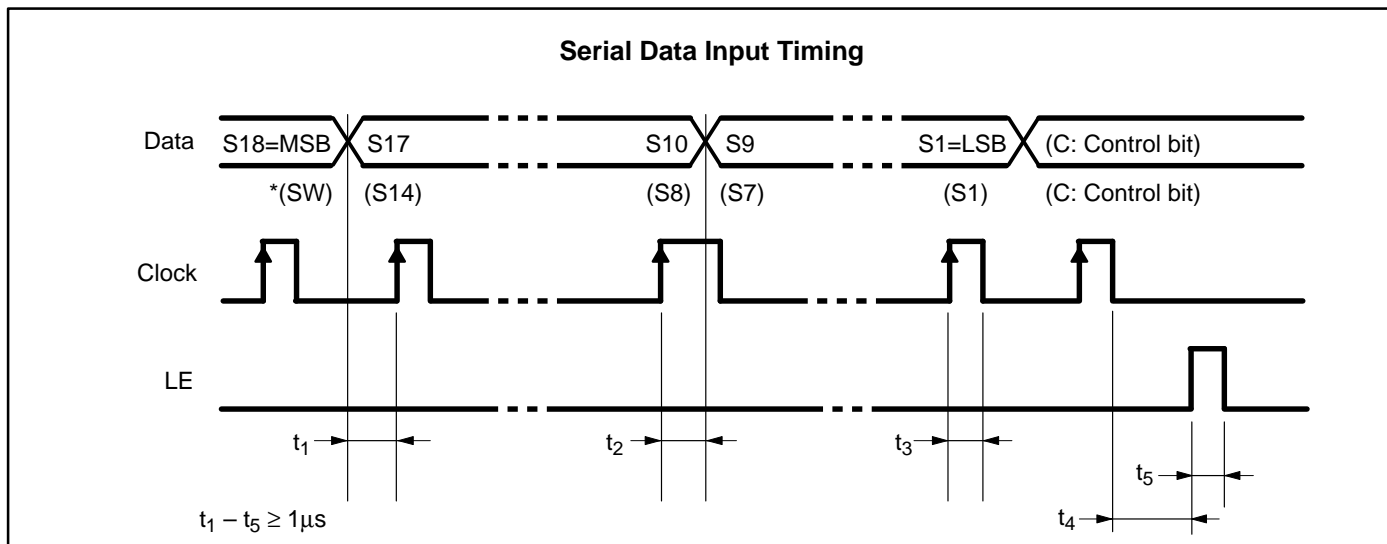 Serial Data Input Timing
Data S18=MSB S17 S10 S9 S1=LSB (C: Control bit)
*(SW) (S14) (S8) (S7) (S1) (C: Control bit)
Clock
LE
t1 t2 t3
t5
t4
t1 – t5 ≥ 1µs